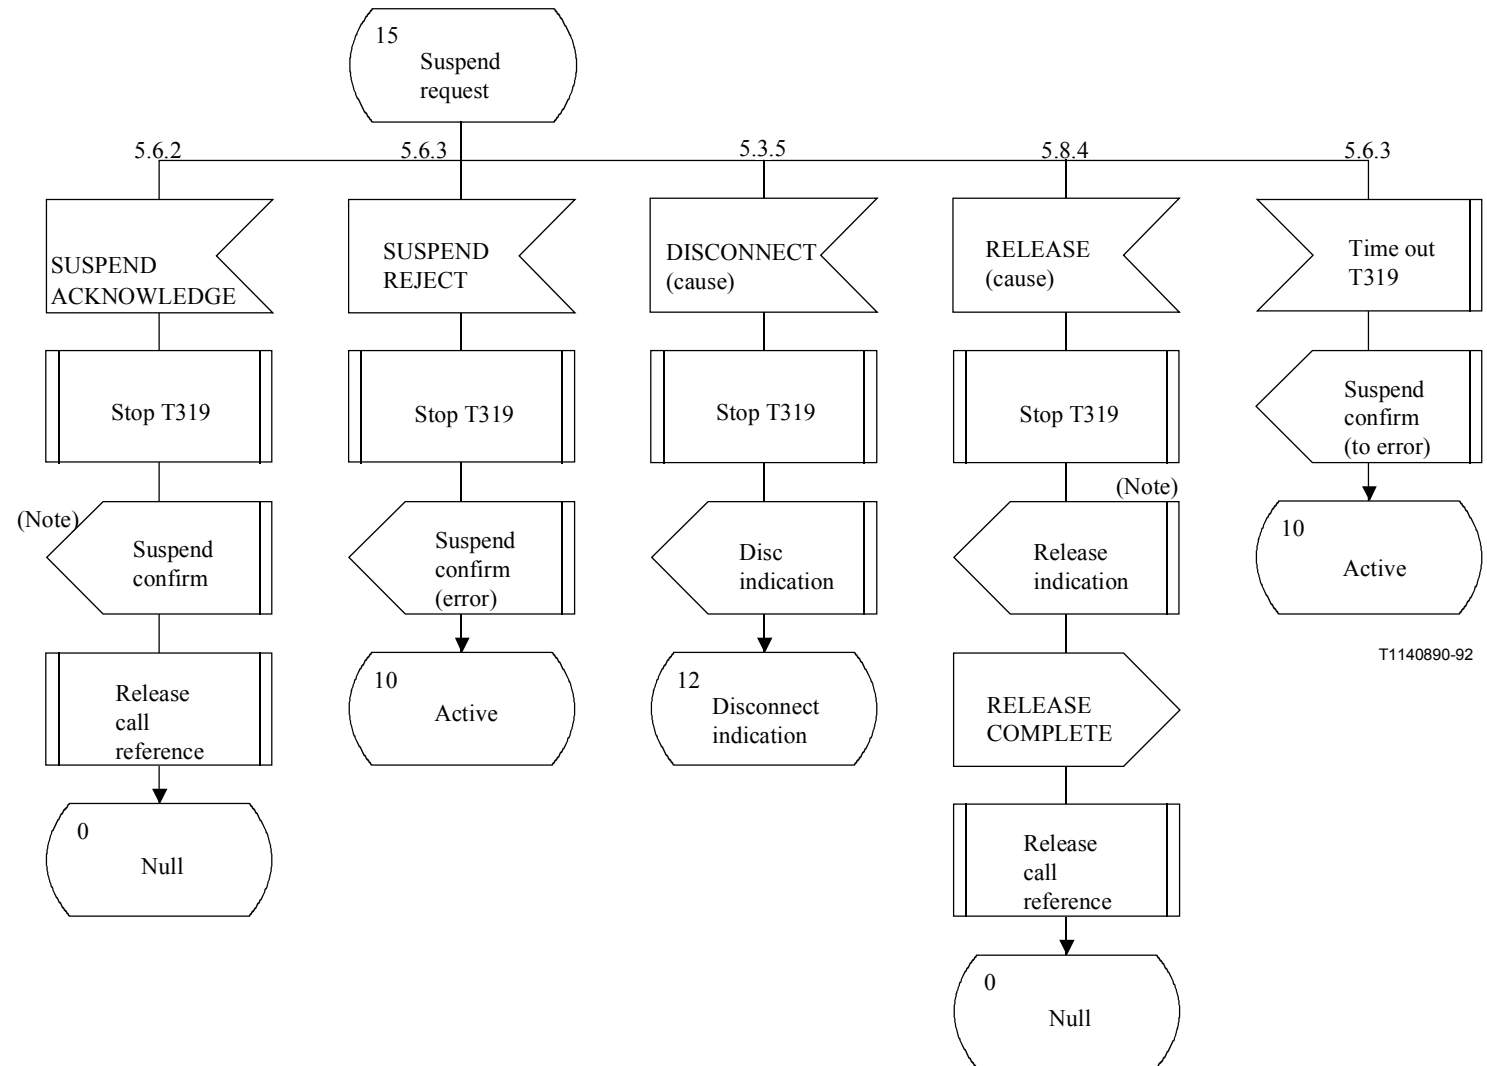 15
Suspend
request
5.6.2
5.6.3
5.3.5
5.8.4
5.6.3
SUSPEND
ACKNOWLEDGE
SUSPEND
REJECT
DISCONNECT
(cause)
RELEASE
(cause)
Time out
T319
Stop T319
Stop T319
Stop T319
Stop T319
Suspend
confirm
(to error)
(Note)
Suspend
confirm
Suspend
confirm
(error)
Disc
indication
(Note)
Release
indication
10
Active
T1140890-92
Release
call
reference
10
Active
12
Disconnect
indication
RELEASE
COMPLETE
0
Null
Release
call
reference
0
Null